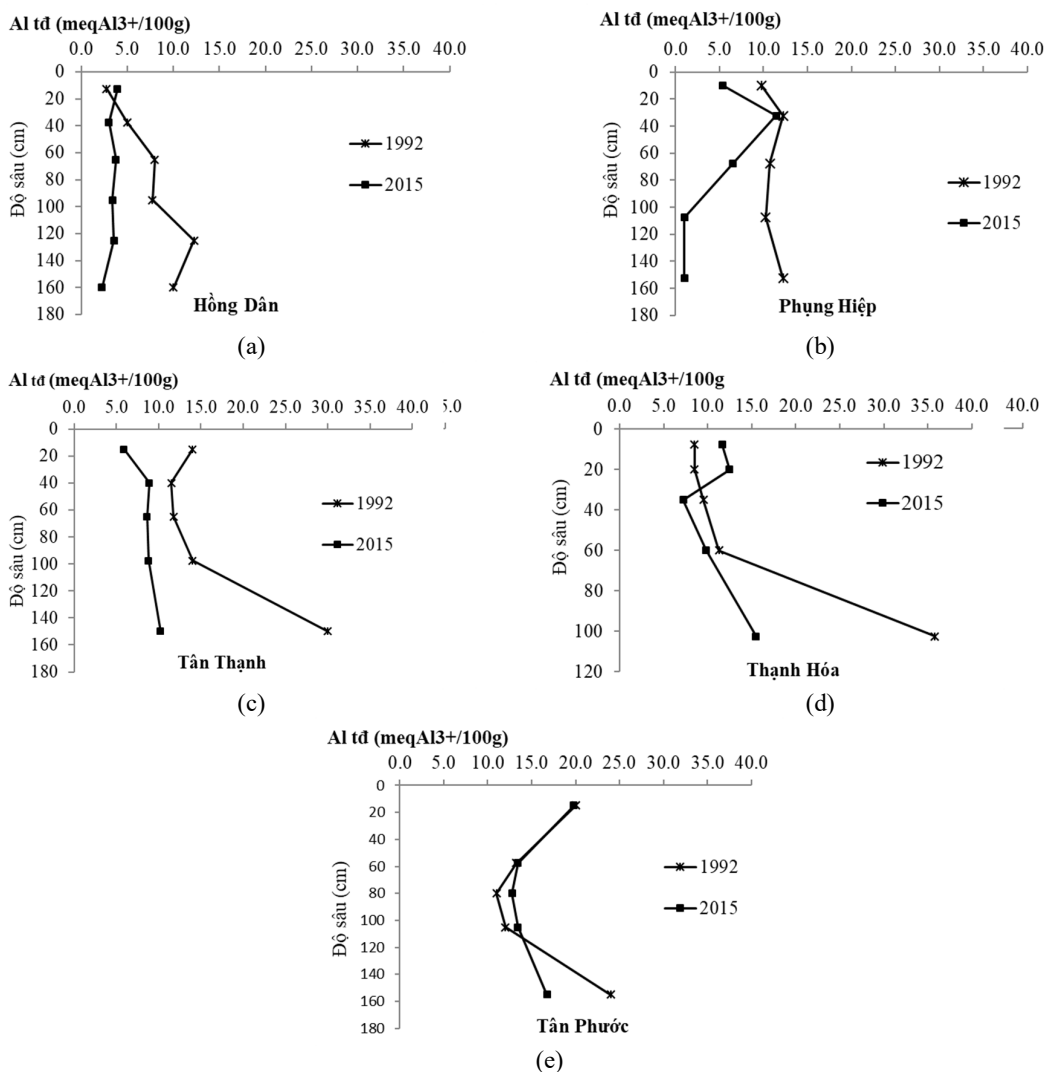 Al tđ (meqAl3+/100g)
0.0 5.0 10.0 15.0 20.0 25.0 30.0 35.0 40.0
0
20
40
60
80
100
120
140
160
180
Độ sâu (cm)
1992
2015
Hồng Dân
(a)
Al tđ (meqAl3+/100g)
0.0 5.0 10.0 15.0 20.0 25.0 30.0 35.0 40.0
0
20
40
60
80
100
120
140
160
180
Độ sâu (cm)
1992
2015
Phụng Hiệp
(b)
Al tđ (meqAl3+/100g)
0.0 5.0 10.0 15.0 20.0 25.0 30.0 35.0 40.0 5.0
0
20
40
60
80
100
120
140
160
180
Độ sâu (cm)
1992
2015
Tân Thạnh
(c)
Al tđ (meqAl3+/100g
0.0 5.0 10.0 15.0 20.0 25.0 30.0 35.0 40.0 40.0
0
20
40
60
80
100
120
Độ sâu (cm)
1992
2015
Thạnh Hóa
(d)
Al tđ (meqAl3+/100g)
0.0 5.0 10.0 15.0 20.0 25.0 30.0 35.0 40.0
0
20
40
60
80
100
120
140
160
180
Độ sâu (cm)
1992
2015
Tân Phước
(e)